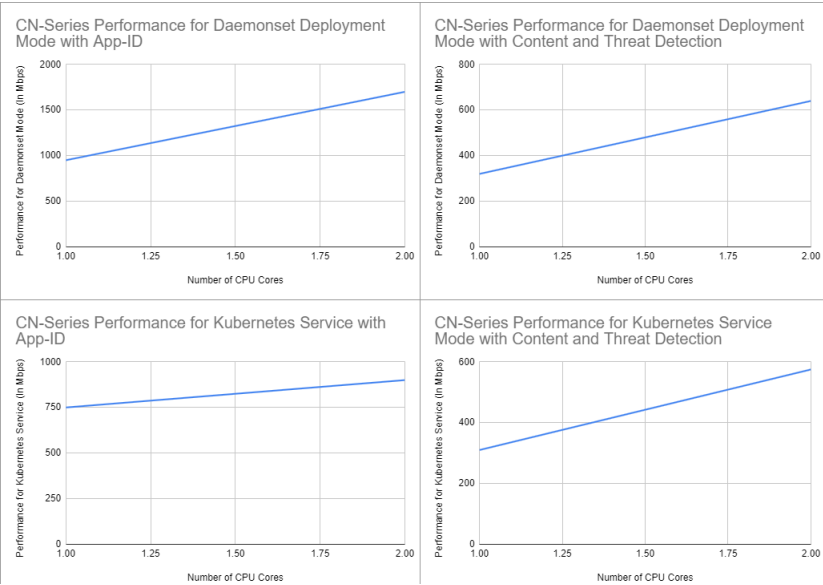 CN-Series Performance for Daemonset Deployment
Mode with App-ID
Performance for Daemonset Mode (In Mbps)
2000
1500
1000
500
0
1.00 1.25 1.50 1.75 2.00
Number of CPU Cores
CN-Series Performance for Daemonset Deployment
Mode with Content and Threat Detection
Performance for Daemonset Mode (In Mbps)
800
600
400
200
0
1.00 1.25 1.50 1.75 2.00
Number of CPU Cores
CN-Series Performance for Kubernetes Service with
App-ID
Performance for Kubernetes Service (In Mbps)
1000
750
500
250
0
1.00 1.25 1.50 1.75 2.00
Number of CPU Cores
CN-Series Performance for Kubernetes Service
Mode with Content and Threat Detection
Performance for Kubernetes Service (In Mbps)
600
400
200
0
1.00 1.25 1.50 1.75 2.00
Number of CPU Cores